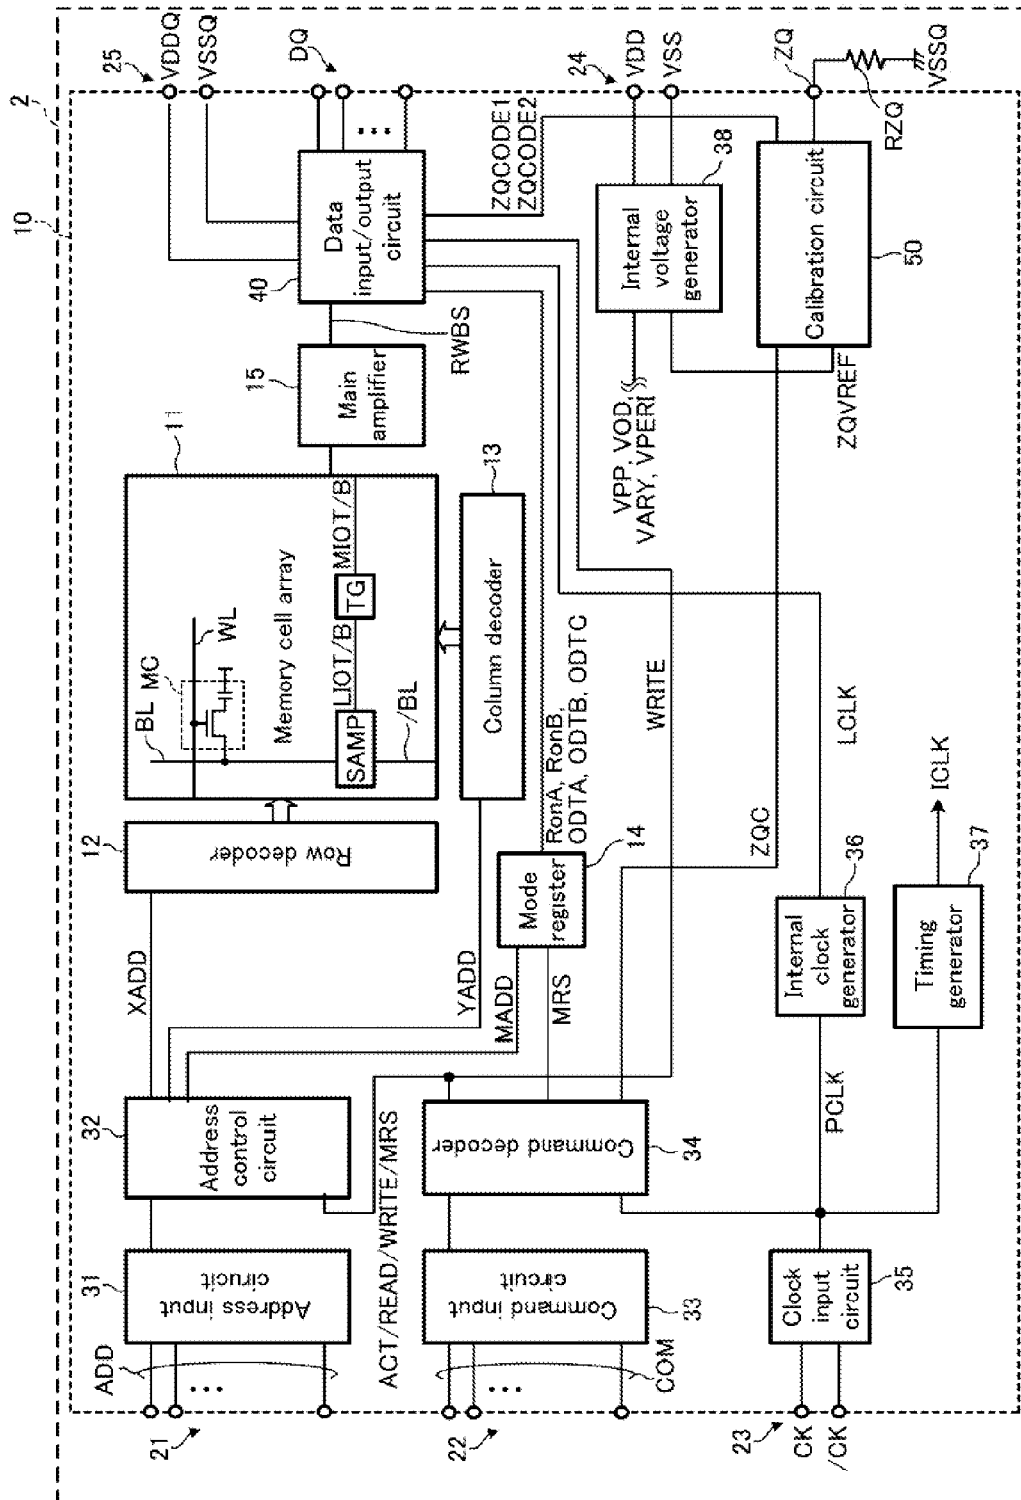 10
2
25
VDDQ
VSSQ
DQ
24
VDD
VSS
ZQ
RZQ
VSSQ
21
ADD
31
Address input
cirucit
32
Address
control
circuit
XADD
YADD
MADD
MRS
12
Row decoder
11
BL
MC
WL
Memory cell array
SAMP
LIOT/B
TG
MIOT/B
/BL
Column decoder
13
15
Main
amplifier
RWBS
40
Data
input/output
circuit
ZQCODE1
ZQCODE2
ACT/READ/WRITE/MRS
22
COM
Command input
circuit
33
Command decoder
34
Mode
register
14
RonA, RonB,
ODTA, ODTB, ODTC
WRITE
ZQC
LCLK
VPP, VOD,
VARY, VPERI
Internal
voltage
generator
38
ZQVREF
Calibration circuit
50
23
CK
/CK
Clock
input
circuit
35
PCLK
Internal
clock
generator
36
Timing
generator
37
ICLK